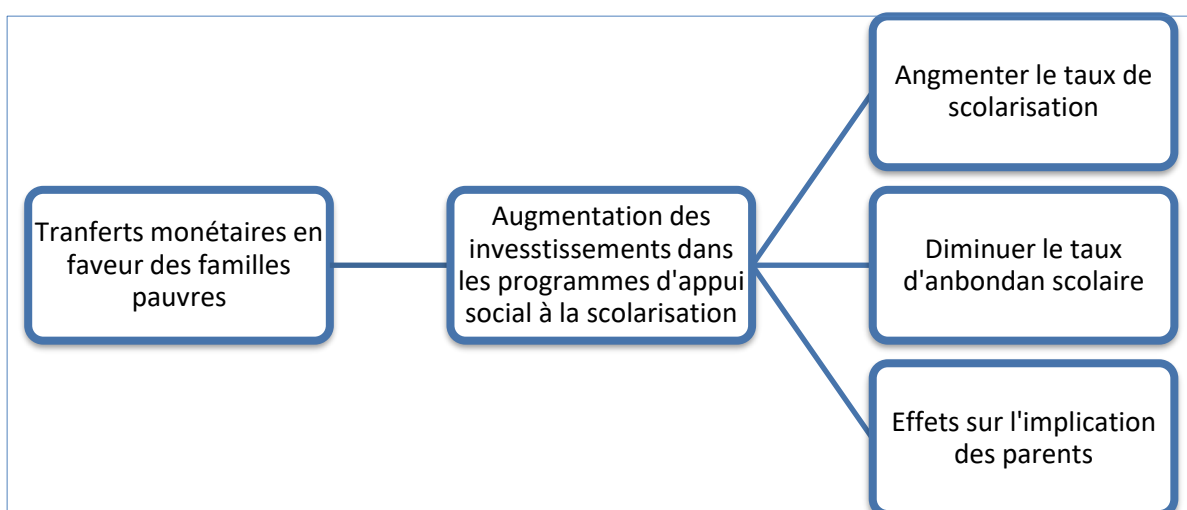 Tranferts monétaires en
faveur des familles
pauvres
Augmentation des
invesstissements dans
les programmes d'appui
social à la scolarisation
Angmenter le taux de
scolarisation
Diminuer le taux
d'anbondan scolaire
Effets sur l'implication
des parents